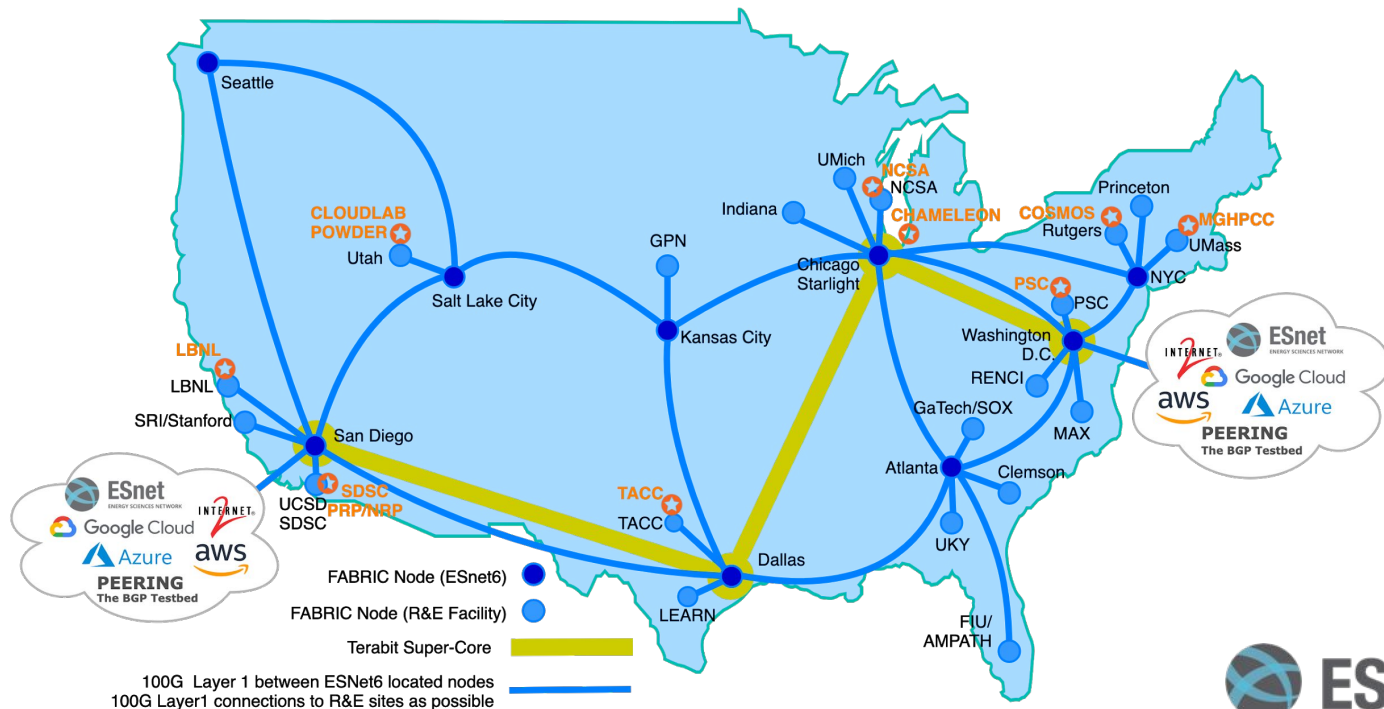 Seattle
CLOUDLAB
POWDER
Utah
Salt Lake City
GPN
Kansas City
UMich
NCSA
NCSA
Indiana
CHAMELEON
Chicago
Starlight
Princeton
COSMOS
Rutgers
MGHPCC
UMass
NYC
PSC
PSC
Washington
D.C.
RENCI
MAX
GaTech/SOX
Atlanta
Clemson
UKY
FIU/
AMPATH
LBNL
LBNL
SRI/Stanford
San Diego
UCSD
SDSC
SDSC
PRP/NRP
TACC
TACC
Dallas
LEARN
ESnet
ENERGY SCIENCES NETWORK
INTERNET®
2
Google Cloud
aws
Azure
PEERING
The BGP Testbed
ESnet
ENERGY SCIENCES NETWORK
INTERNET®
2
Google Cloud
Azure
aws
PEERING
The BGP Testbed
FABRIC Node (ESnet6)
FABRIC Node (R&E Facility)
Terabit Super-Core
100G Layer 1 between ESNet6 located nodes
100G Layer1 connections to R&E sites as possible
ES